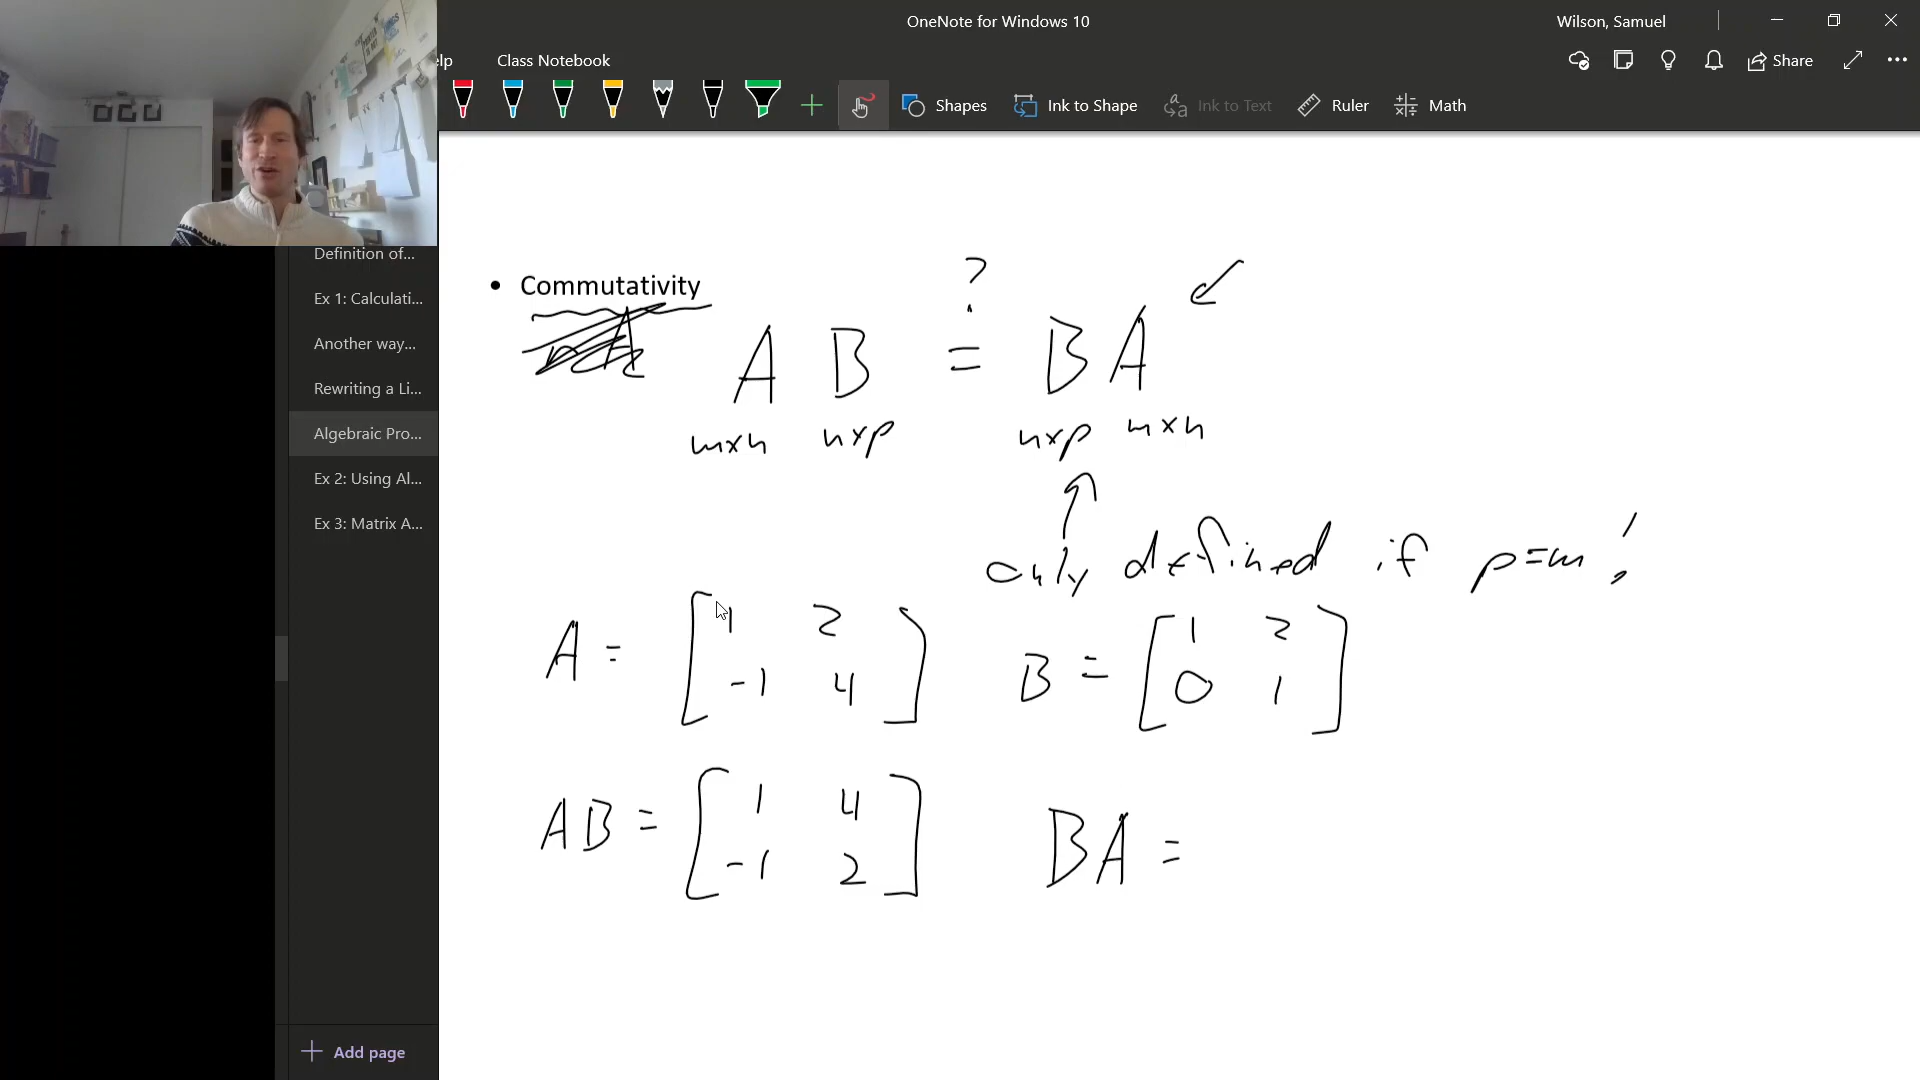 OneNote for Windows 10
Wilson, Samuel
elp Class Notebook
Share
Shapes Ink to Shape Ink to Text Ruler Math
Definition of...
Ex 1: Calculati...
Another way...
Rewriting a Li...
Algebraic Pro...
Ex 2: Using Al...
Ex 3: Matrix A...
Add page
• Commutativity
?
A B = BA
m×n n×p n×p m×n
only defined if p=m!
A = [1 2
-1 4]
B = [1 2
0 1]
AB = [1 4
-1 2]
BA =